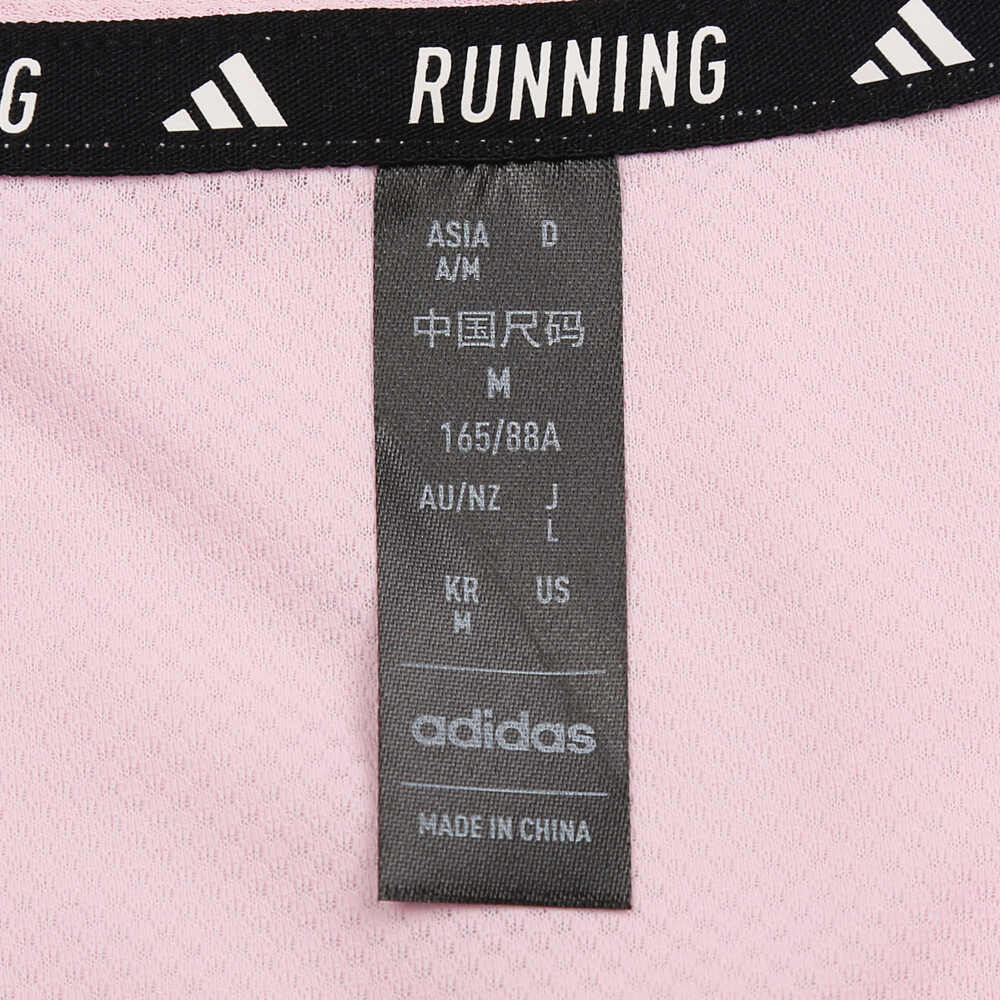 G RUNNING
ASIA D
A/M
中国尺码
M
165/88A
AU/NZ J
L
KR US
M
adidas
MADE IN CHINA